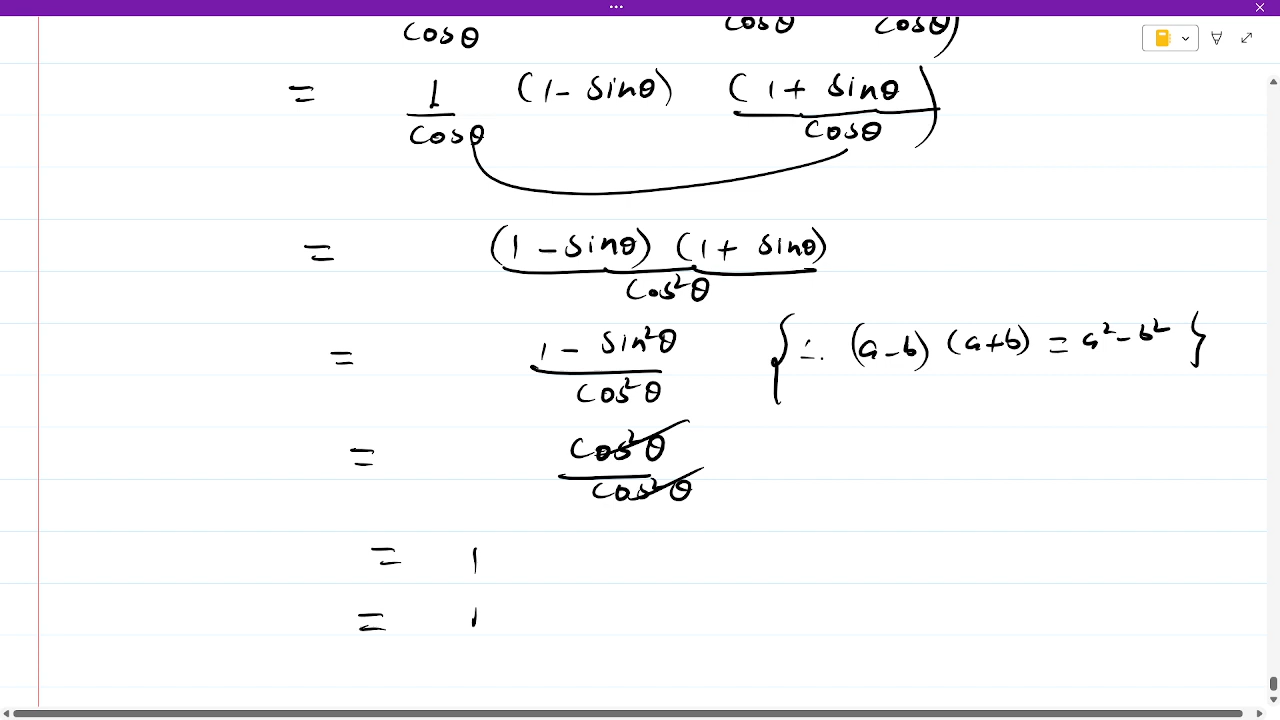 cosθ cosθ cosθ)
= 1/cosθ (1 - sinθ) (1 + sinθ/cosθ)
= (1 - sinθ) (1 + sinθ)/cos²θ
= 1 - sin²θ/cos²θ {∴ (a-b) (a+b) = a² - b²}
= cos²θ/cos²θ
= 1
= 1